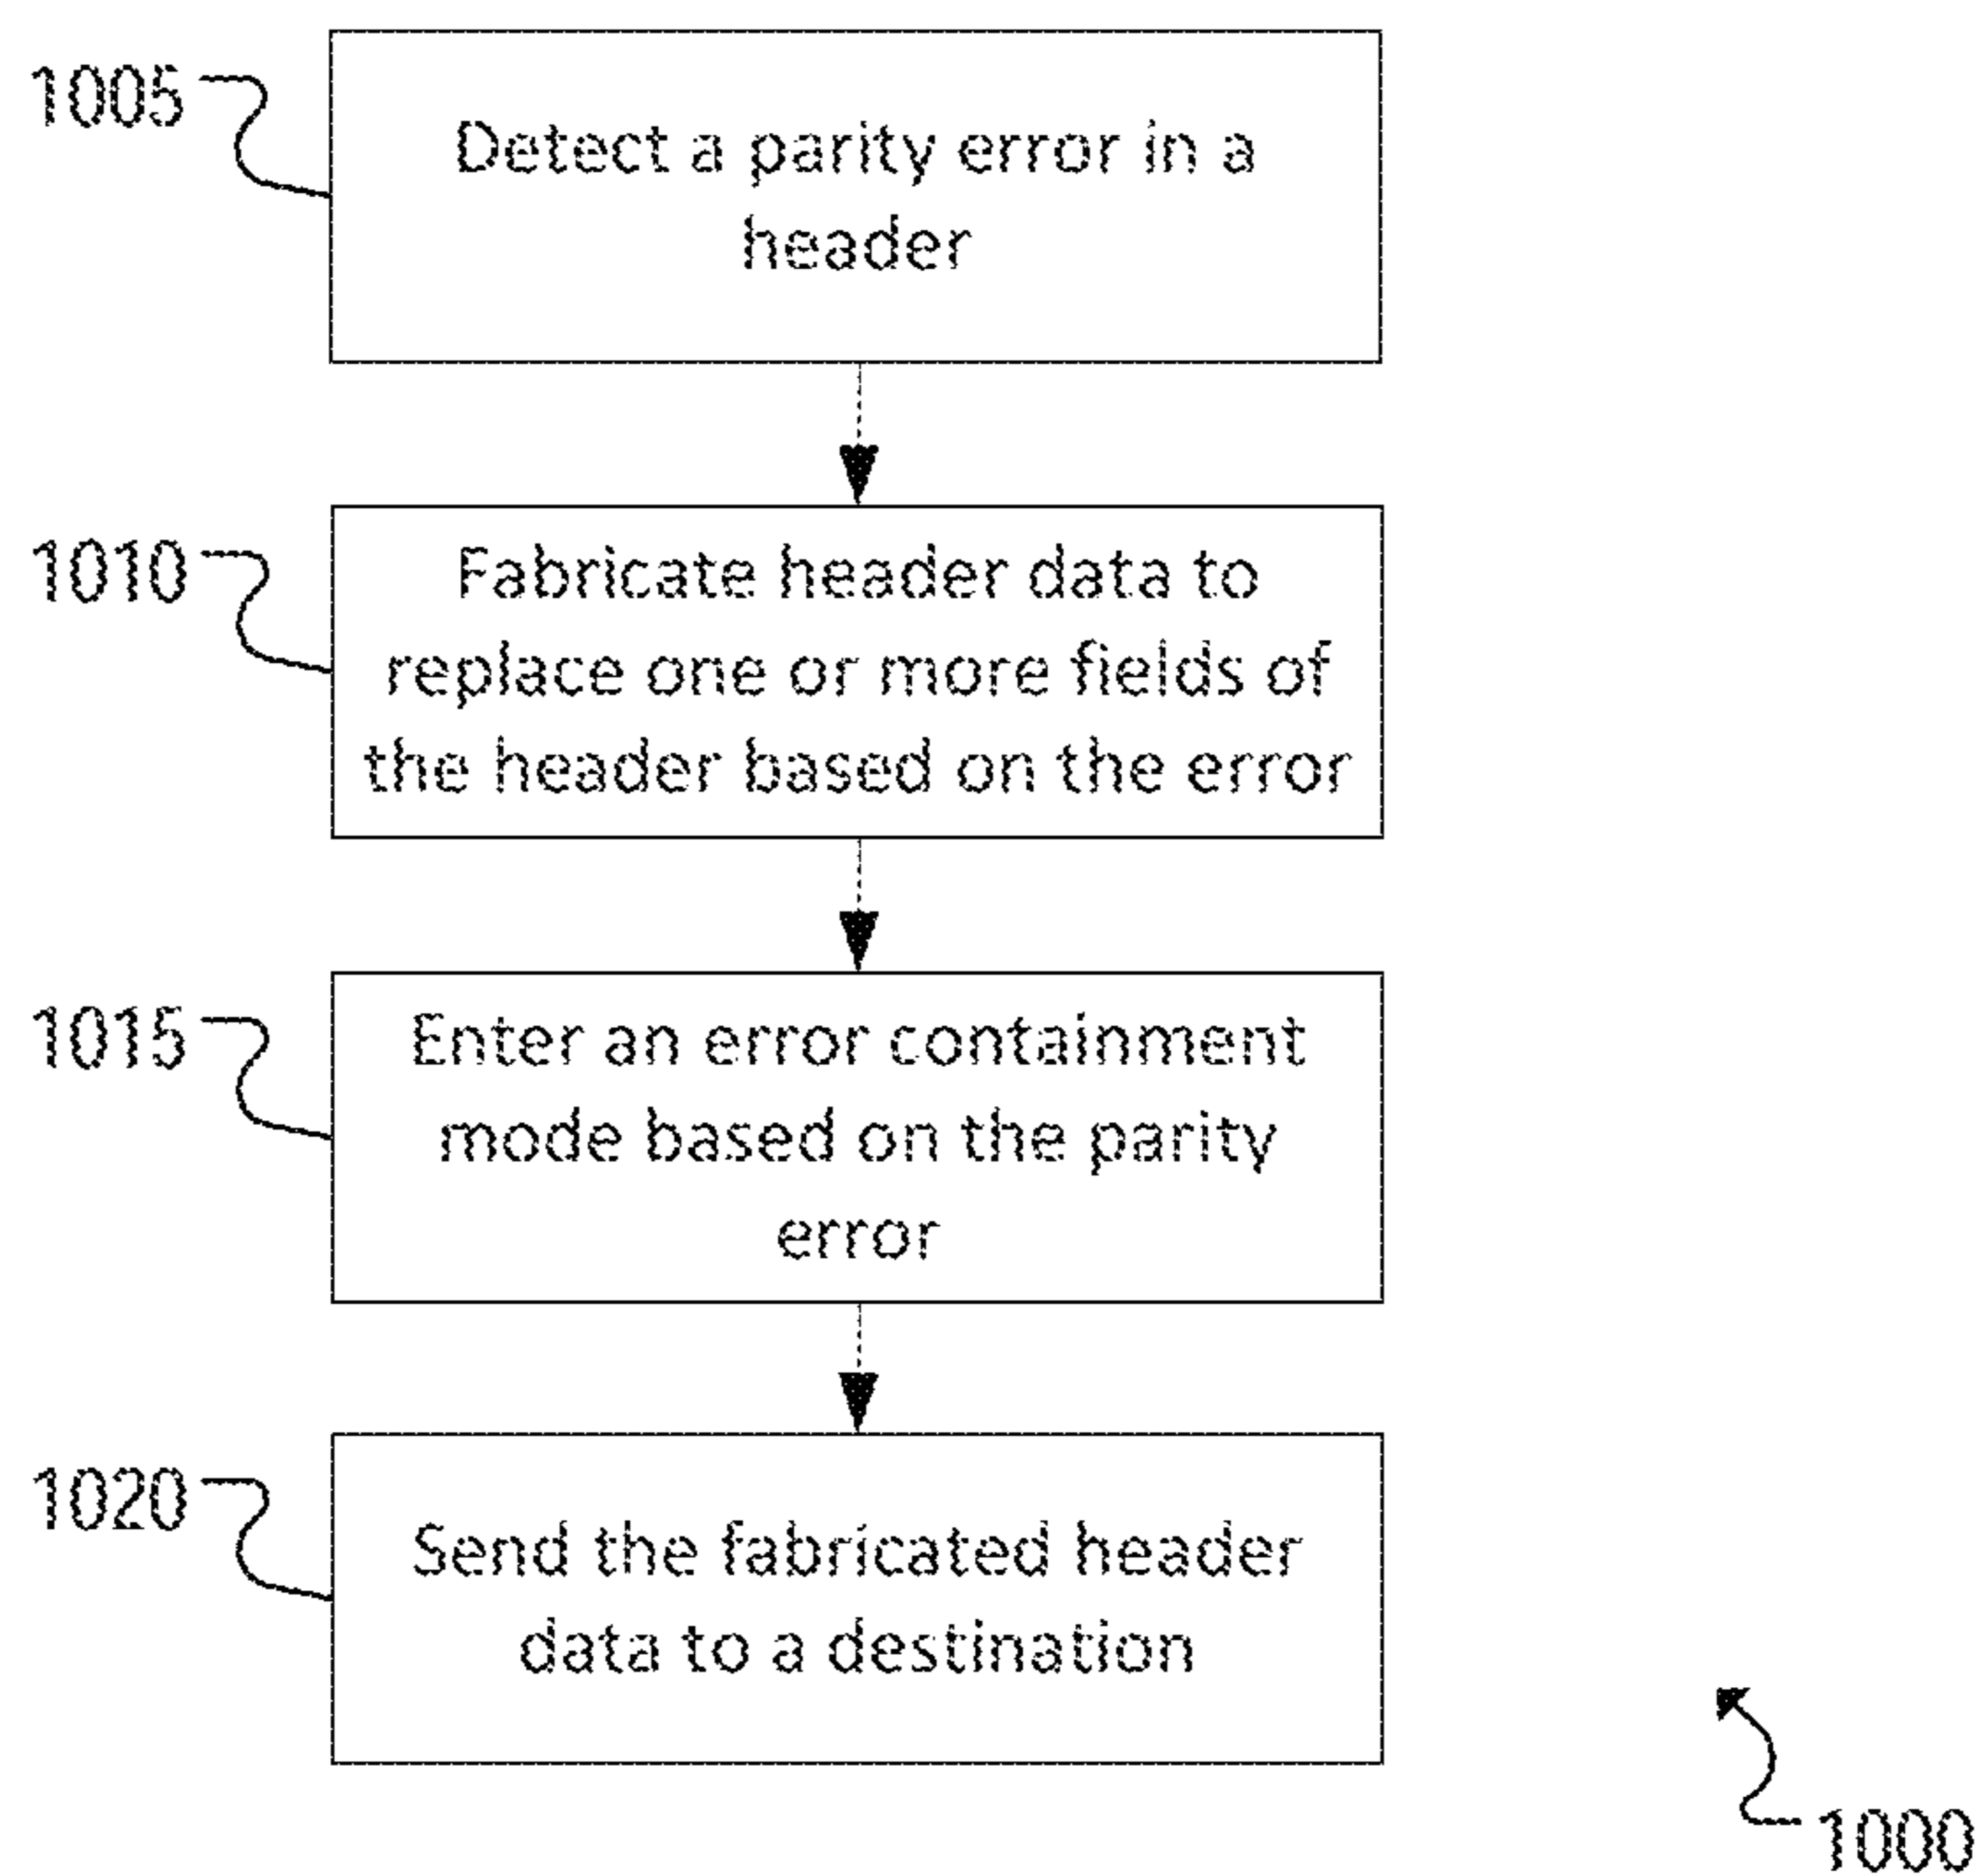 1005
Detect a parity error in a
header
1010
Fabricate header data to
replace one or more fields of
the header based on the error
1015
Enter an error containment
mode based on the parity
error
1020
Send the fabricated header
data to a destination
1000